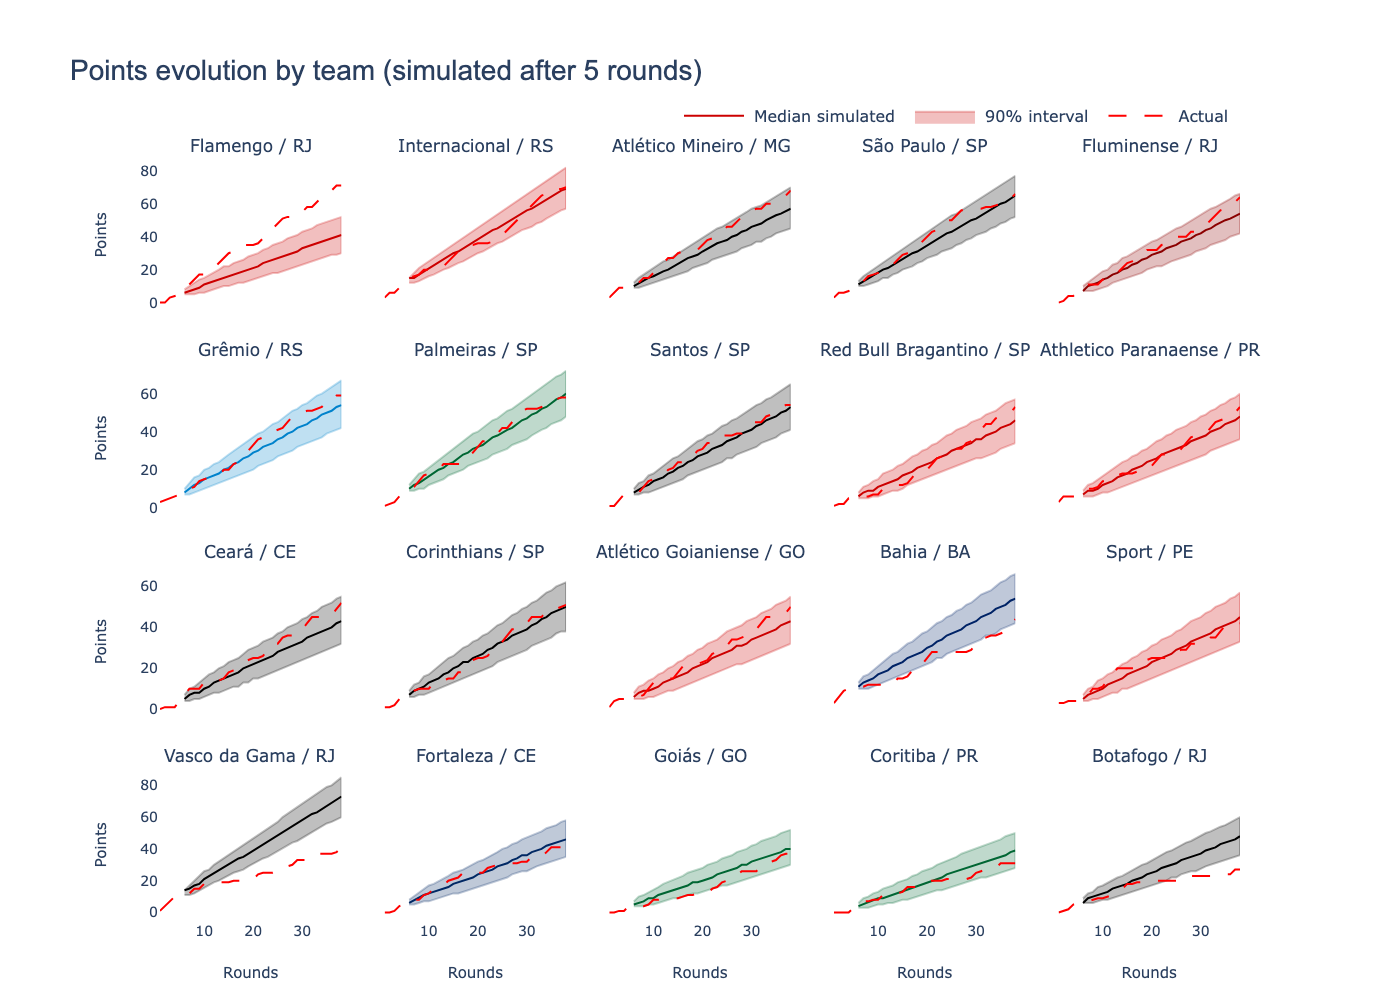 Points evolution by team (simulated after 5 rounds)
Median simulated 90% interval Actual
Flamengo / RJ Internacional / RS Atlético Mineiro / MG São Paulo / SP Fluminense / RJ
80
60
40
20
0
Points
Grêmio / RS Palmeiras / SP Santos / SP Red Bull Bragantino / SP Athletico Paranaense / PR
60
40
20
0
Points
Ceará / CE Corinthians / SP Atlético Goianiense / GO Bahia / BA Sport / PE
60
40
20
0
Points
Vasco da Gama / RJ Fortaleza / CE Goiás / GO Coritiba / PR Botafogo / RJ
80
60
40
20
0
Points
10 20 30 10 20 30 10 20 30 10 20 30 10 20 30
Rounds Rounds Rounds Rounds Rounds